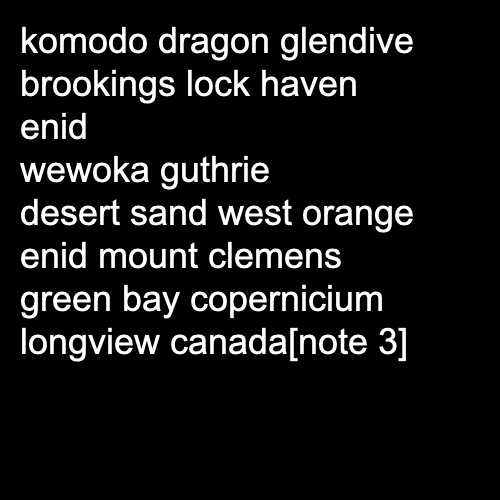 komodo dragon glendive
brookings lock haven
enid
wewoka guthrie
desert sand west orange
enid mount clemens
green bay copernicium
longview canada[note 3]